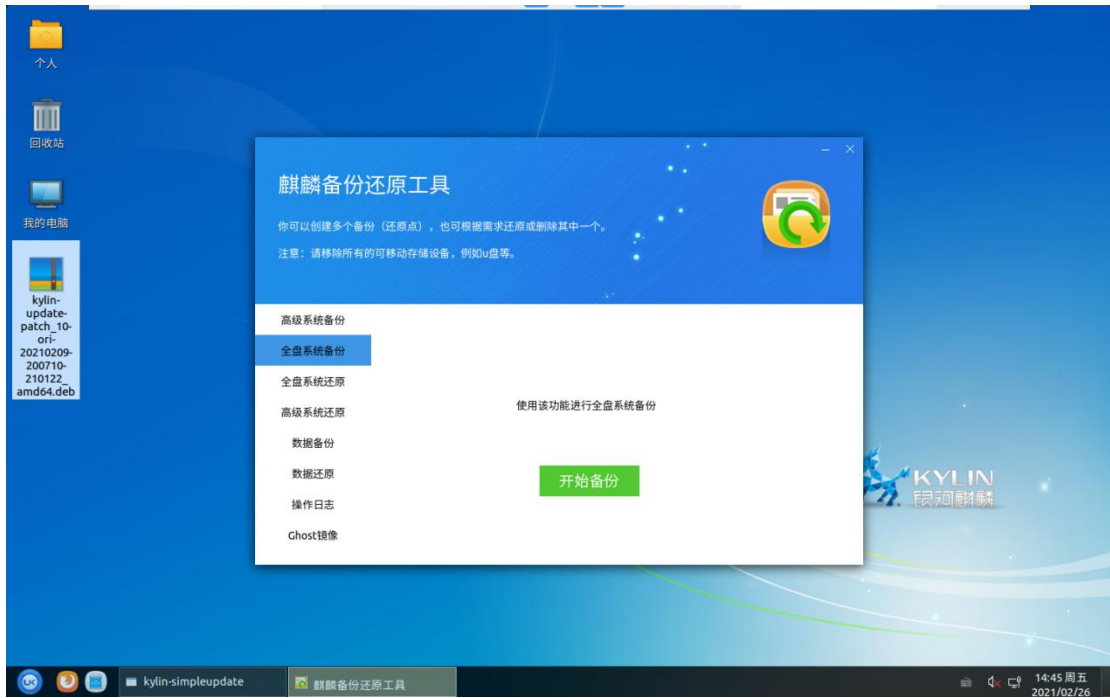 个人
回收站
我的电脑
kylin-
update-
patch_10-
ori-
20210209-
200710-
210122_
amd64.deb
麒麟备份还原工具
你可以创建多个备份（还原点），也可根据需求还原或删除其中一个。
注意：请移除所有的可移动存储设备，例如u盘等。
高级系统备份
全盘系统备份
全盘系统还原
高级系统还原
数据备份
数据还原
操作日志
Ghost镜像
使用该功能进行全盘系统备份
开始备份
KYLIN
银河麒麟
UK
kylin-simpleupdate
麒麟备份还原工具
14:45 周五
2021/02/26